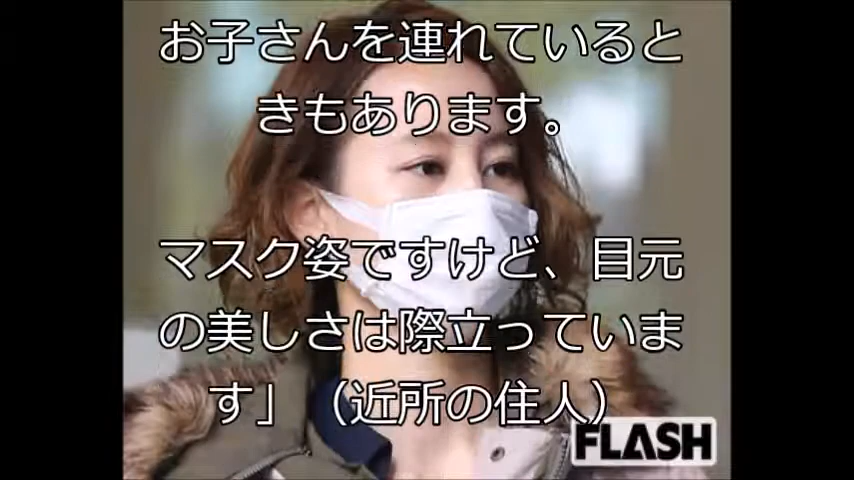 お子さんを連れていると
きもあります。
マスク姿ですけど、目元
の美しさは際立っていま
す」（近所の住人）
FLASH